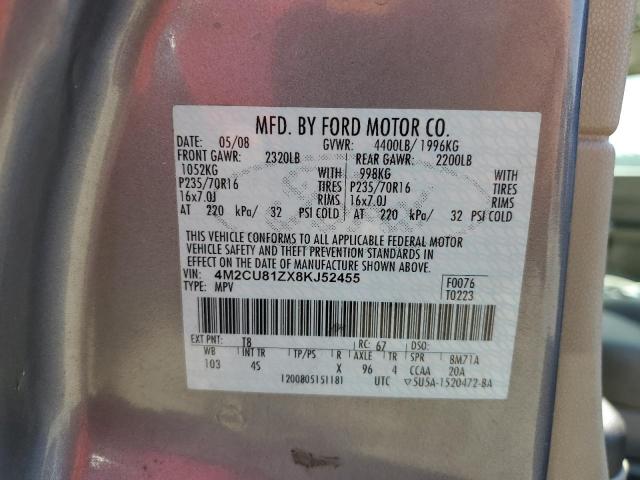 MFD. BY FORD MOTOR CO.
DATE: 05/08 GVWR: 4400LB/ 1996KG
FRONT GAWR: 2320LB REAR GAWR: 2200LB
1052KG WITH 998KG WITH
P235/70R16 TIRES P235/70R16 TIRES
16x7.0J RIMS 16x7.0J RIMS
AT 220 kPa/ 32 PSI COLD AT 220 kPa/ 32 PSI COLD
THIS VEHICLE CONFORMS TO ALL APPLICABLE FEDERAL MOTOR
VEHICLE SAFETY AND THEFT PREVENTION STANDARDS IN
EFFECT ON THE DATE OF MANUFACTURE SHOWN ABOVE.
VIN: 4M2CU81ZX8KJ52455 F0076
TYPE: MPV T0223
EXT PNT: T8 RC: 67 DSO:
WB INT TR TP/PS R AXLE TR SPR 8M71A
103 4S X 96 4 CCAA 20A
1200805151181 UTC 5U5A-1520472-BA